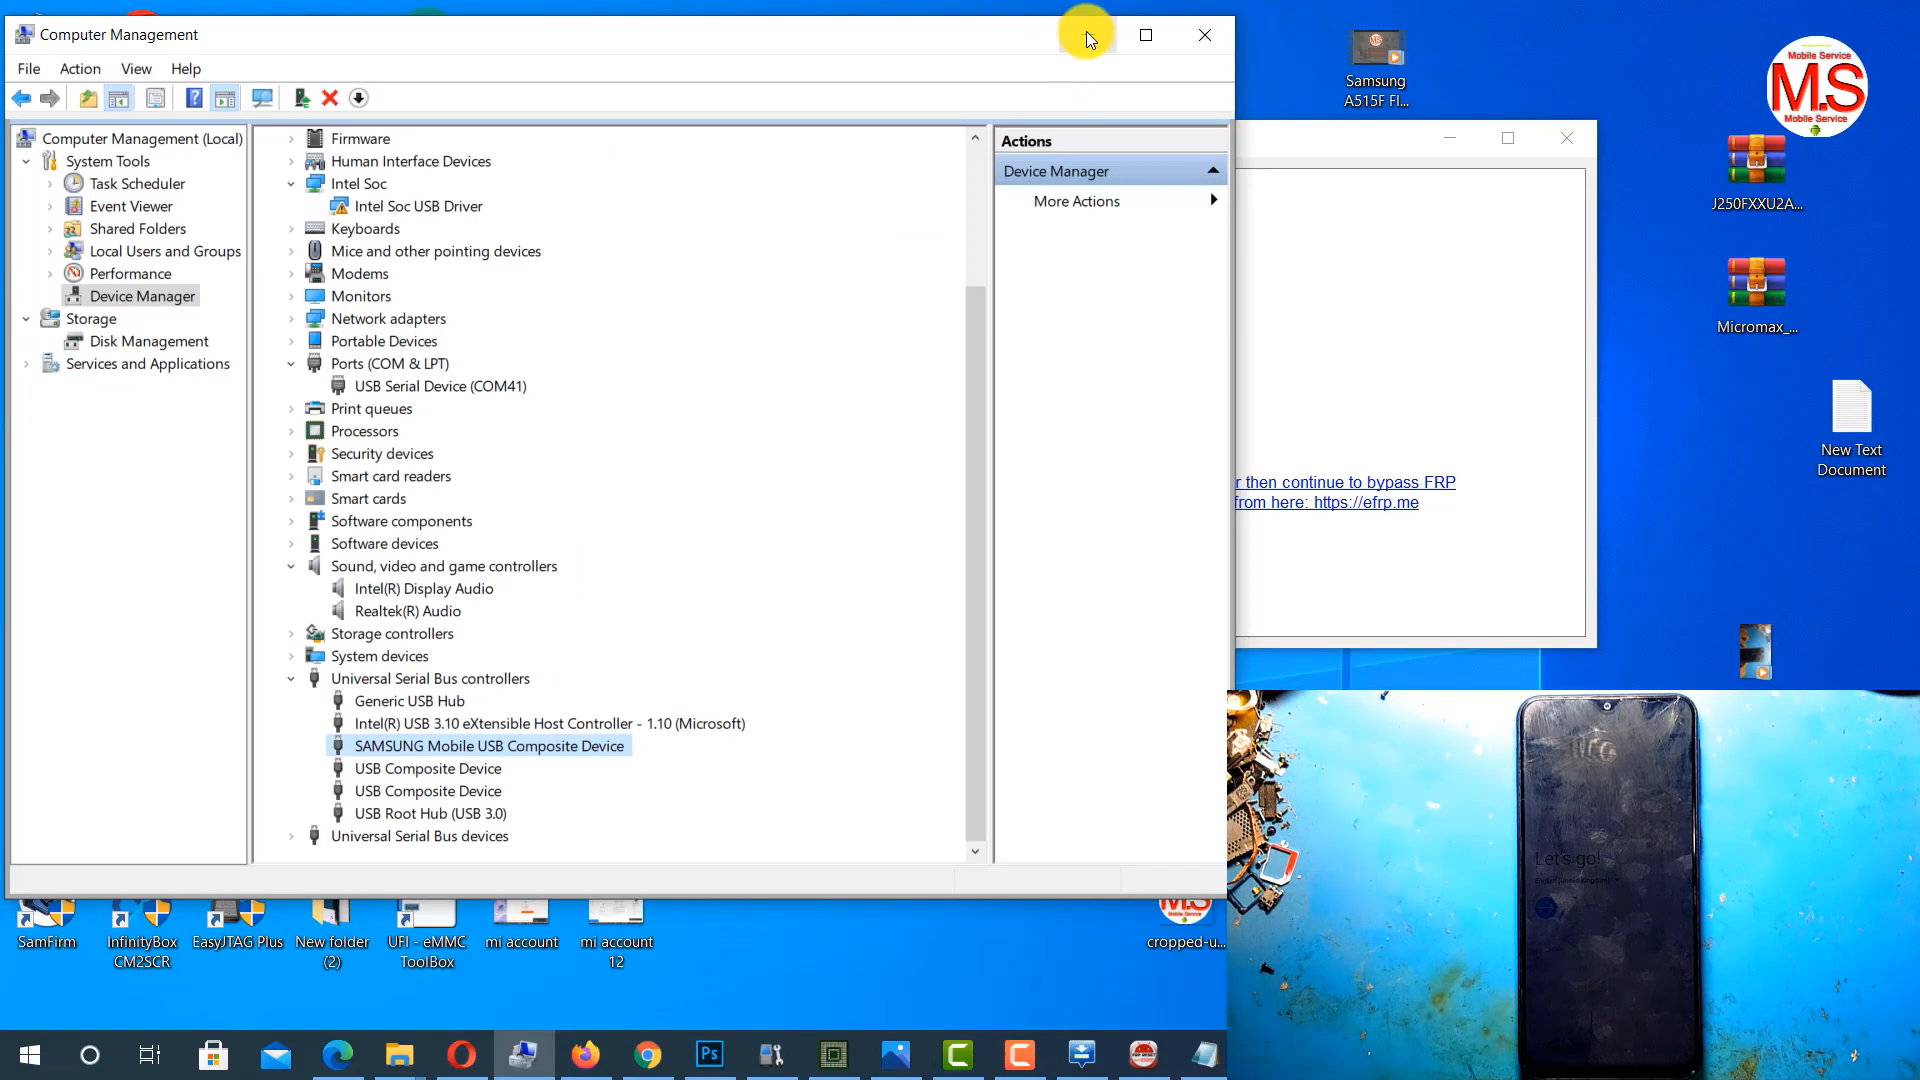 Computer Management
File Action View Help
Computer Management (Local)
System Tools
Task Scheduler
Event Viewer
Shared Folders
Local Users and Groups
Performance
Device Manager
Storage
Disk Management
Services and Applications
Firmware
Human Interface Devices
Intel Soc
Intel Soc USB Driver
Keyboards
Mice and other pointing devices
Modems
Monitors
Network adapters
Portable Devices
Ports (COM & LPT)
USB Serial Device (COM41)
Print queues
Processors
Security devices
Smart card readers
Smart cards
Software components
Software devices
Sound, video and game controllers
Intel(R) Display Audio
Realtek(R) Audio
Storage controllers
System devices
Universal Serial Bus controllers
Generic USB Hub
Intel(R) USB 3.10 eXtensible Host Controller - 1.10 (Microsoft)
SAMSUNG Mobile USB Composite Device
USB Composite Device
USB Composite Device
USB Root Hub (USB 3.0)
Universal Serial Bus devices
Actions
Device Manager
More Actions
r then continue to bypass FRP
from here: https://efrp.me
Samsung
A515F FI...
Mobile Service
M.S
Mobile Service
J250FXXU2A...
Micromax_...
New Text
Document
SamFirm
InfinityBox
CM2SCR
EasyJTAG Plus
New folder
(2)
UFI - eMMC
ToolBox
mi account
mi account
12
M.S
cropped-u...
Let's go!
Ps